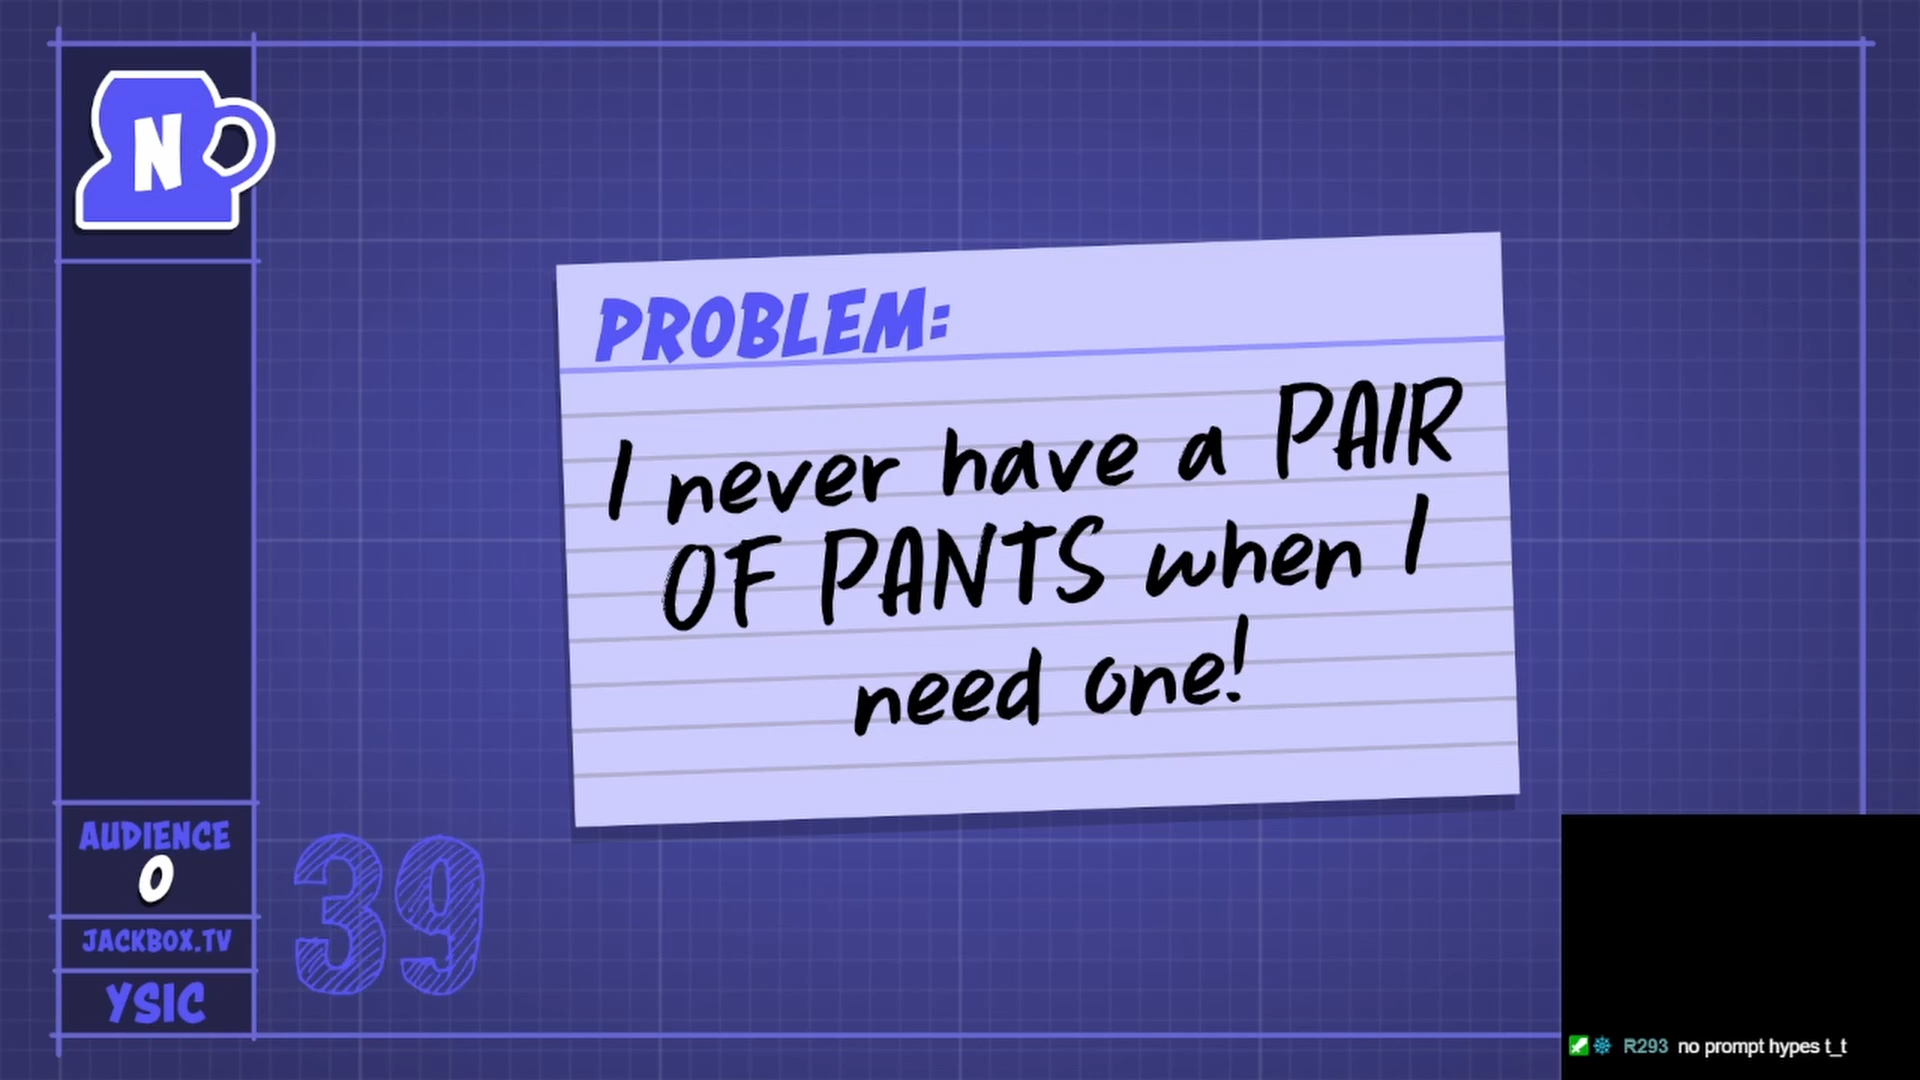 N
PROBLEM:
I never have a PAIR
OF PANTS when I
need one!
AUDIENCE
0
JACKBOX.TV
YSIC
39
R293 no prompt hypes t_t